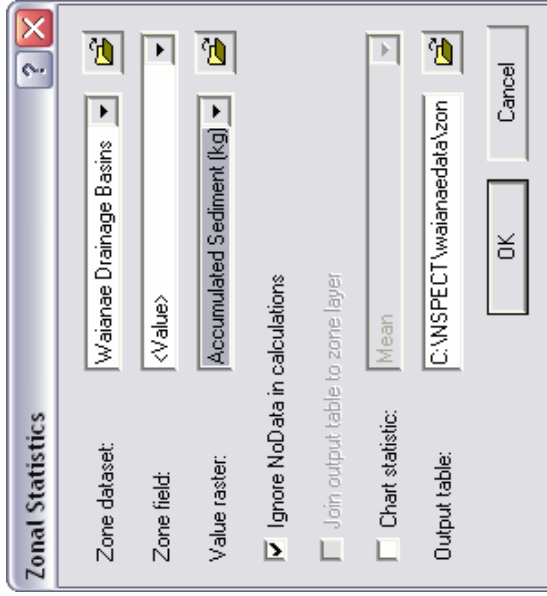 Zonal Statistics ?
Zone dataset: Waianae Drainage Basins
Zone field: <Value>
Value raster: Accumulated Sediment (kg)
Ignore NoData in calculations
Join output table to zone layer
Chart statistic: Mean
Output table: C:\NSPECT\waianaedata\zon
OK Cancel